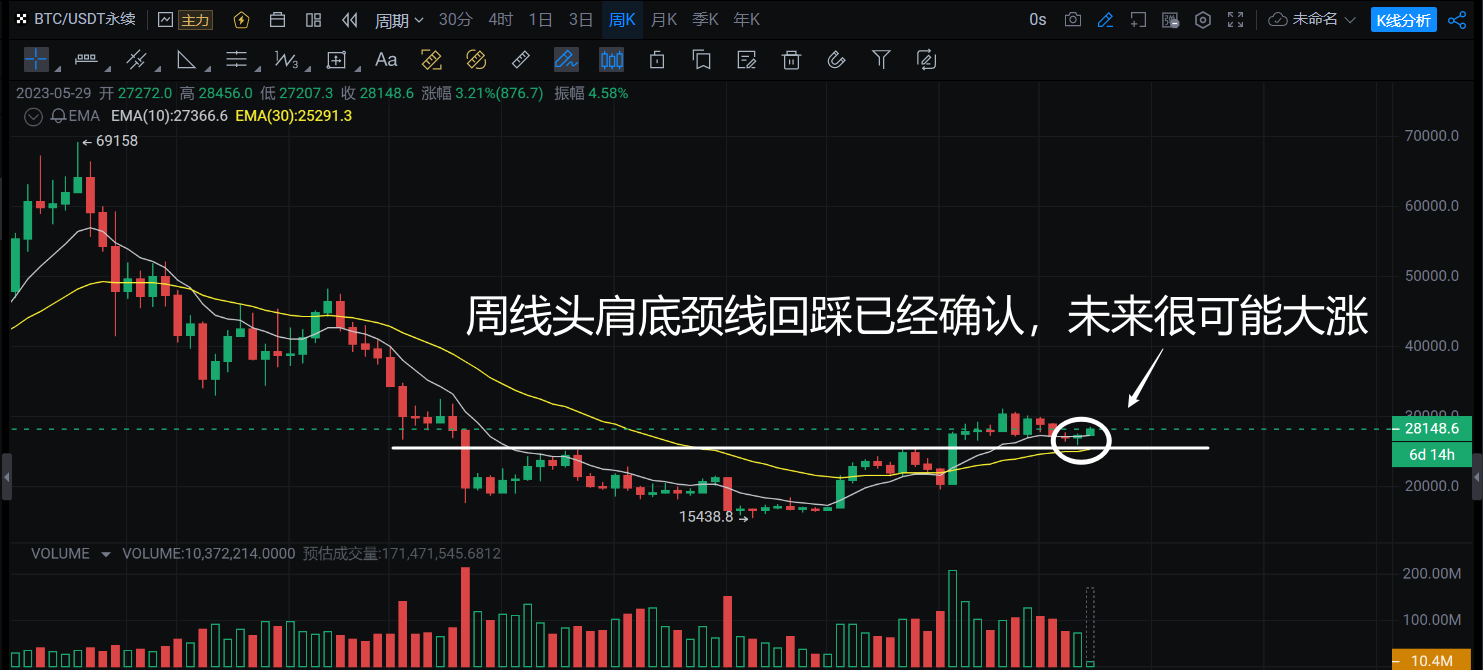 BTC/USDT永续 主力 周期 30分 4时 1日 3日 周K 月K 季K 年K 0s 未命名 K线分析
Aa
2023-05-29 开 27272.0 高 28456.0 低 27207.3 收 28148.6 涨幅 3.21%(876.7) 振幅 4.58%
EMA EMA(10):27366.6 EMA(30):25291.3
70000.0
69158
60000.0
50000.0
周线头肩底颈线回踩已经确认，未来很可能大涨
40000.0
30000.0
28148.6
6d 14h
20000.0
15438.8
VOLUME VOLUME:10,372,214.0000 预估成交量:171,471,545.6812
200.00M
100.00M
10.4M